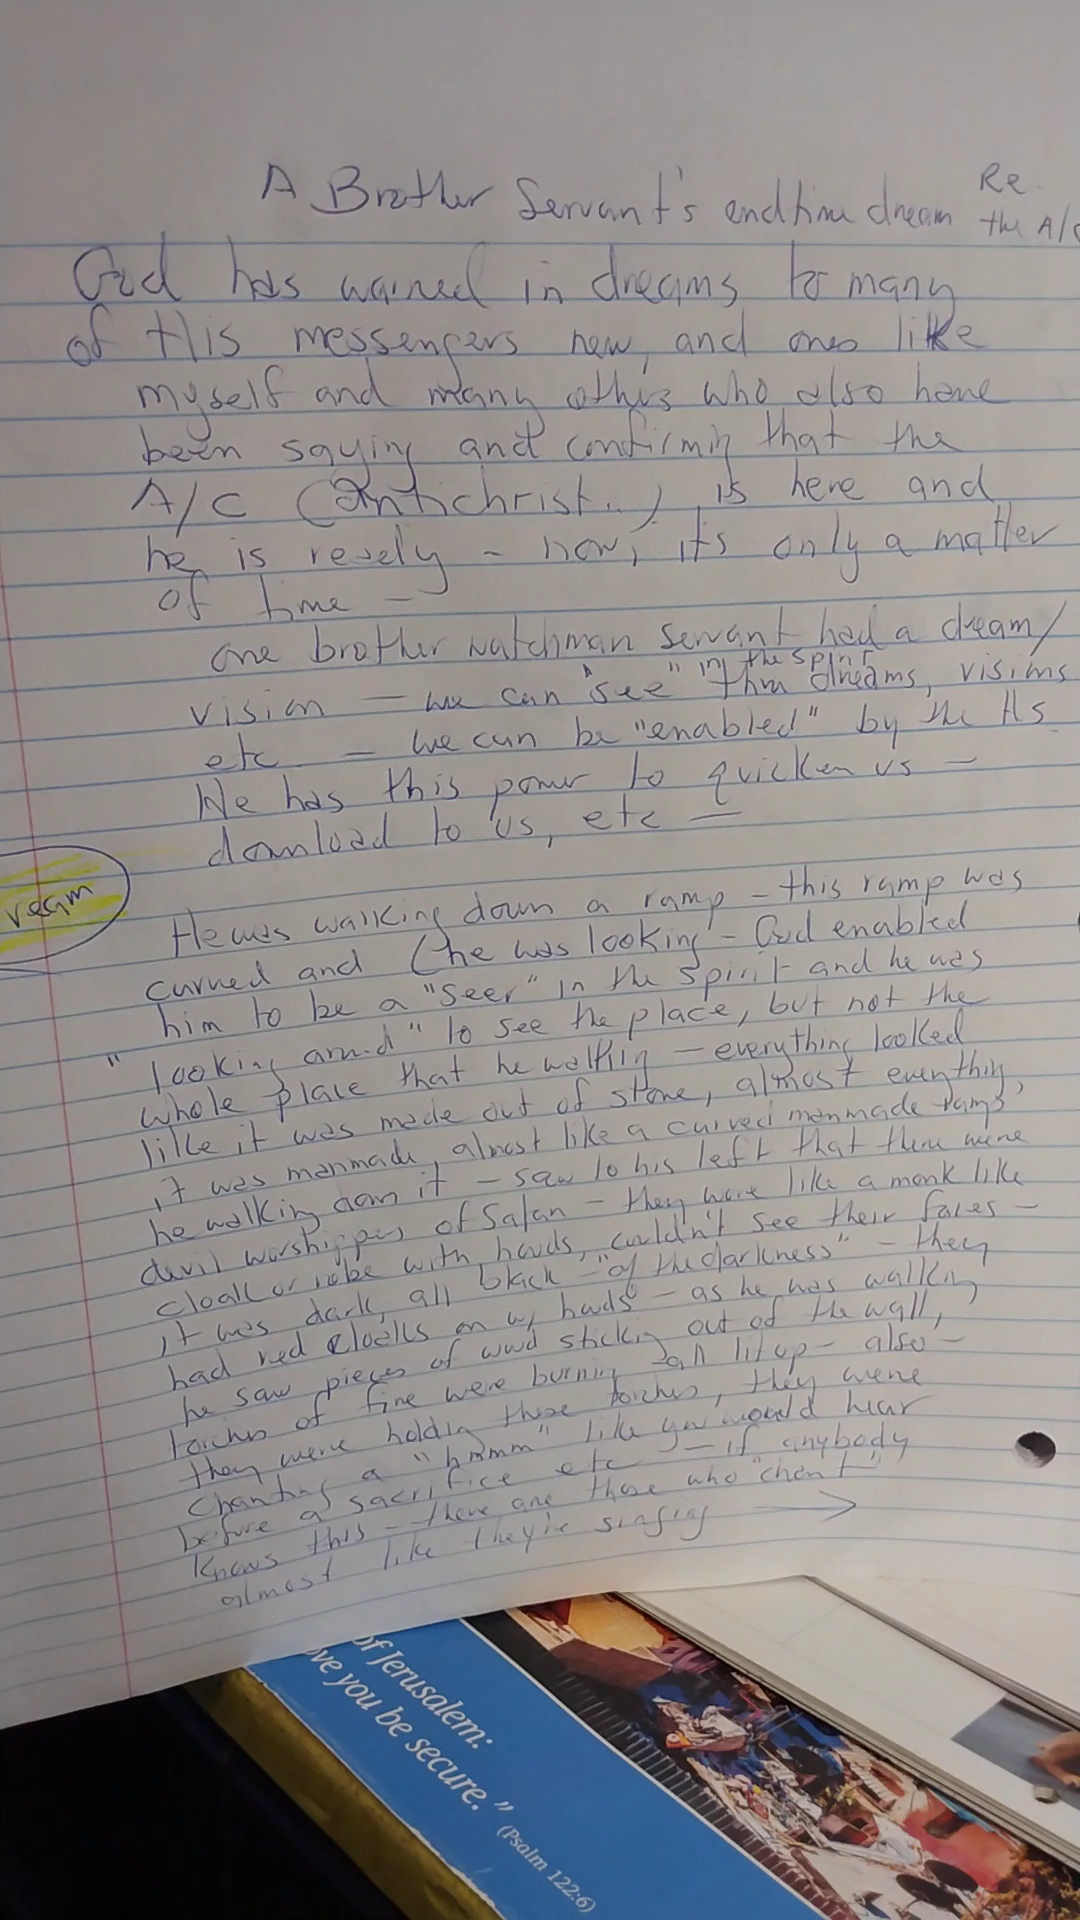 A Brother Servant's endtime dream Re
the A/C
God has warned in dreams to many
of His messengers new, and ones like
myself and many othrs who also have
been saying and confirmin that the
A/C (antichrist..) is here and
he is ready - now, it's only a matter
of time -
one brother watchman servant had a dream/
vision - we can "see" in the spirit thru dreams, visions
etc - we can be "enabled" by the HS
He has this power to quicken us -
download to us, etc -
ream
He was walking down a ramp - this ramp was
curved and (he was looking - God enabled
him to be a "seer" in the spirit and he was
"looking around" to see the place, but not the
whole place that he walkin - everything looked
like it was made out of stone, almost everythin,
it was manmade, almost like a curved manmade ramp
he walking down it - saw to his left that there were
devil worshippers of Satan - they were like a monk like
cloak or robe with hoods, couldn't see their faces -
it was dark, all black - "of the darkness" - they
had red cloaks on w/ hoods - as he was walkin
he saw pieces of wood stickin out of the wall,
torches of fire were burnin all lit up - also -
they were holdin these torches, they were
chanting a "hmmm" like you would hear
before a sacrifice etc - if anybody
knows this - there are those who "chant"
almost like they're singing →
of Jerusalem:
ve you be secure."
(Psalm 122:6)